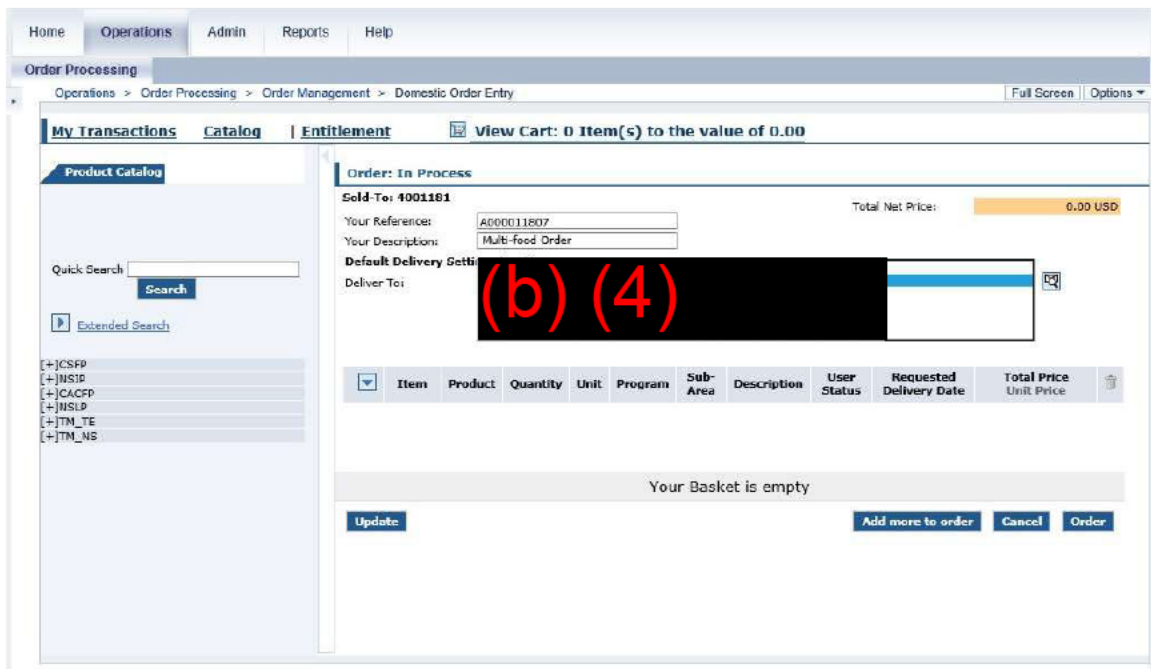 Home Operations Admin Reports Help
Order Processing
Operations > Order Processing > Order Management > Domestic Order Entry Full Screen Options
My Transactions Catalog | Entitlement View Cart: 0 Item(s) to the value of 0.00
Product Catalog
Order: In Process
Sold-To: 4001181
Total Net Price: 0.00 USD
Your Reference: A000011807
Your Description: Multi-food Order
Default Delivery Setti
Quick Search
Deliver To:
(b) (4)
Search
Extended Search
[+]CSFP
[+]NSIP
[+]CACFP
[+]NSLP
[+]TM_TE
[+]TM_NS
Item Product Quantity Unit Program Sub-Area Description User Status Requested Delivery Date Total Price Unit Price
Your Basket is empty
Update Add more to order Cancel Order